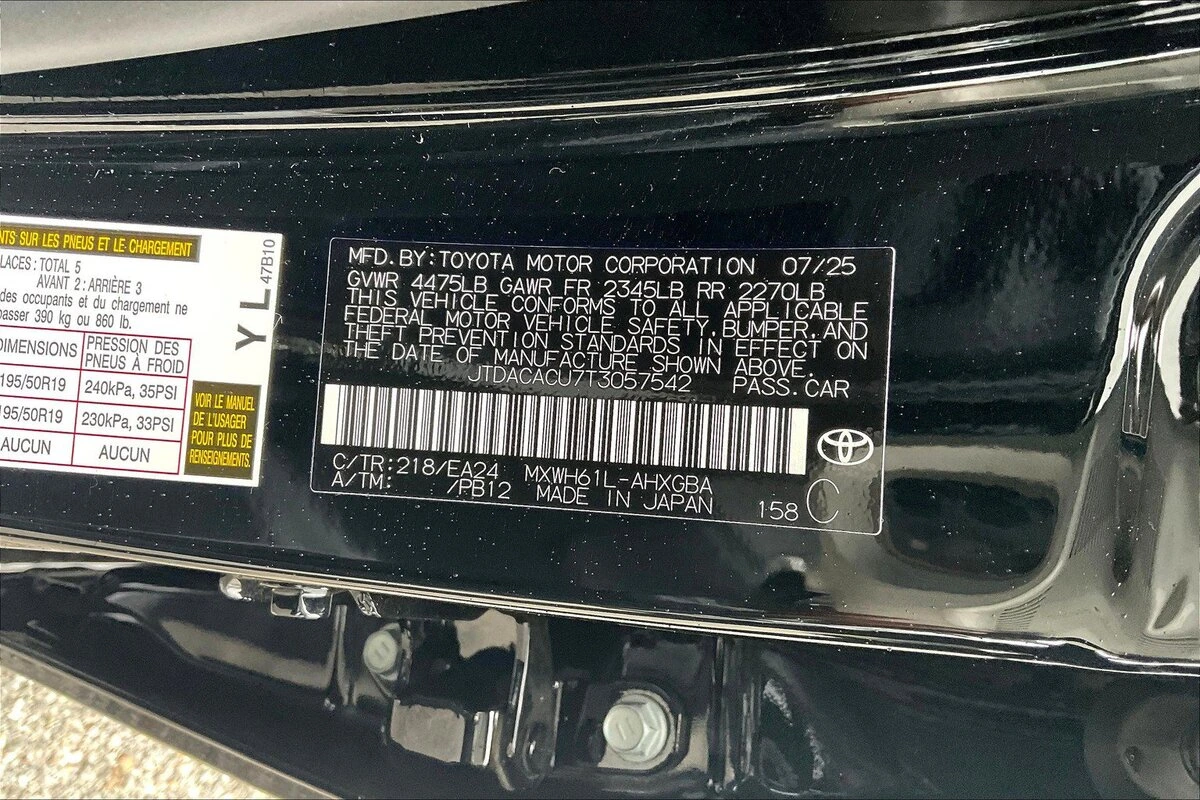 NTS SUR LES PNEUS ET LE CHARGEMENT
LACES: TOTAL 5
AVANT 2: ARRIÈRE 3
des occupants et du chargement ne
passer 390 kg ou 860 lb.
DIMENSIONS PRESSION DES PNEUS À FROID
195/50R19 240kPa, 35PSI
195/50R19 230kPa, 33PSI
AUCUN AUCUN
VOIR LE MANUEL
DE L'USAGER
POUR PLUS DE
RENSEIGNEMENTS.
YL
47B10
MFD.BY:TOYOTA MOTOR CORPORATION 07/25
GVWR 4475LB GAWR FR 2345LB RR 2270LB
THIS VEHICLE CONFORMS TO ALL APPLICABLE
FEDERAL MOTOR VEHICLE SAFETY, BUMPER, AND
THEFT PREVENTION STANDARDS IN EFFECT ON
THE DATE OF MANUFACTURE SHOWN ABOVE.
JTDACACU7T3057542 PASS.CAR
C/TR:218/EA24 MXWH61L-AHXGBA
A/TM: /PB12 MADE IN JAPAN
158 C